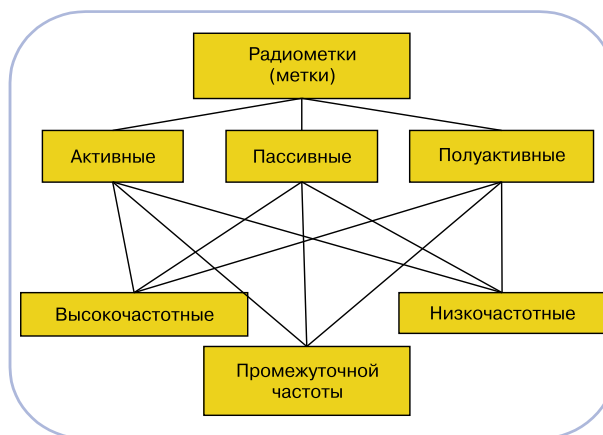 Радиометки
(метки)
Активные
Пассивные
Полуактивные
Высокочастотные
Низкочастотные
Промежуточной
частоты